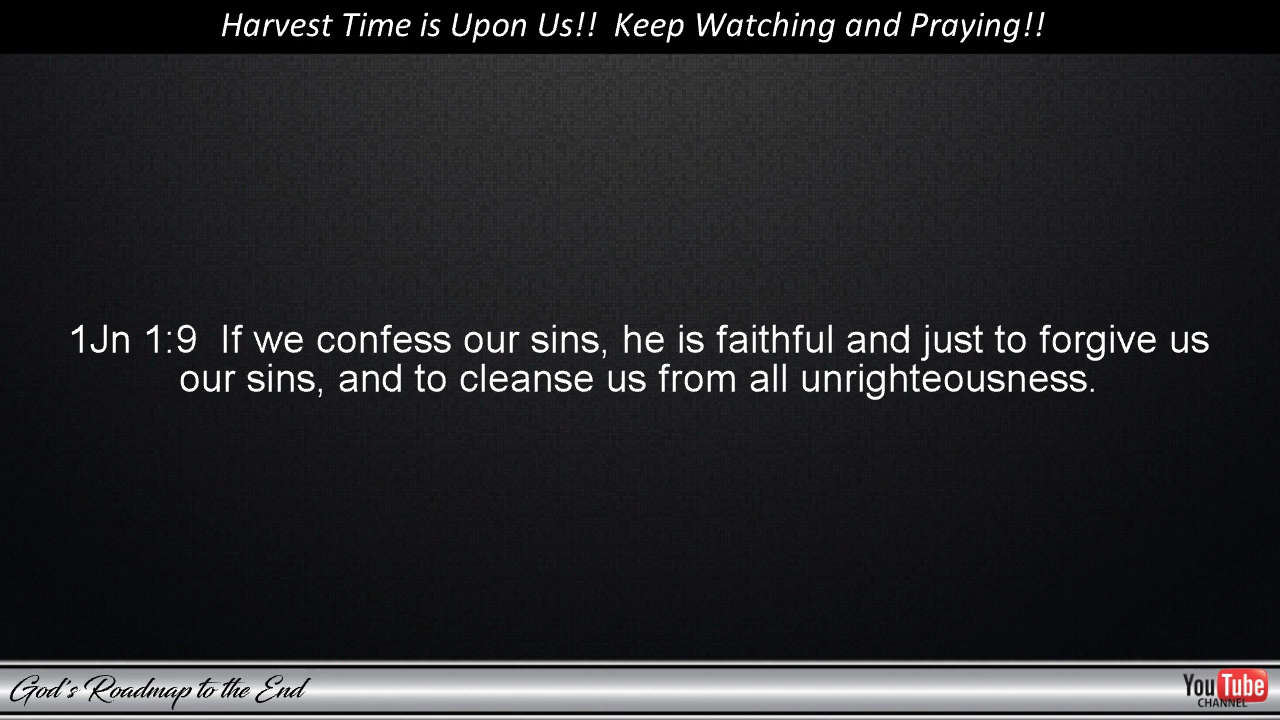 Harvest Time is Upon Us!!  Keep Watching and Praying!!
1Jn 1:9  If we confess our sins, he is faithful and just to forgive us
our sins, and to cleanse us from all unrighteousness.
God's Roadmap to the End
YouTube
CHANNEL